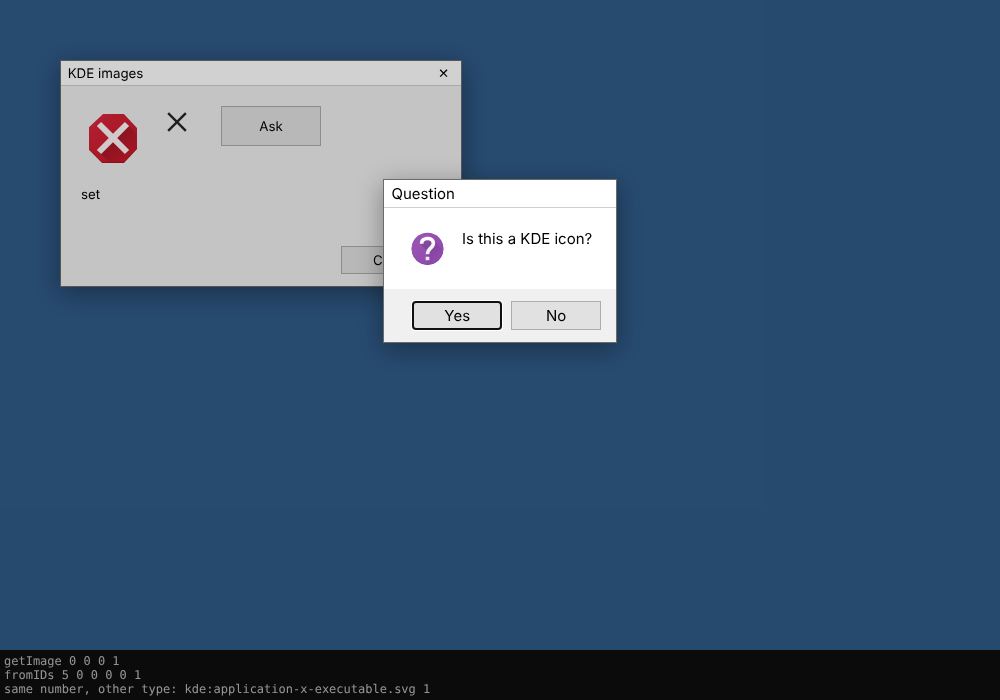 KDE images
Ask
set
C
Question
Is this a KDE icon?
Yes
No
getImage 0 0 0 1
fromIDs 5 0 0 0 0 1
same number, other type: kde:application-x-executable.svg 1